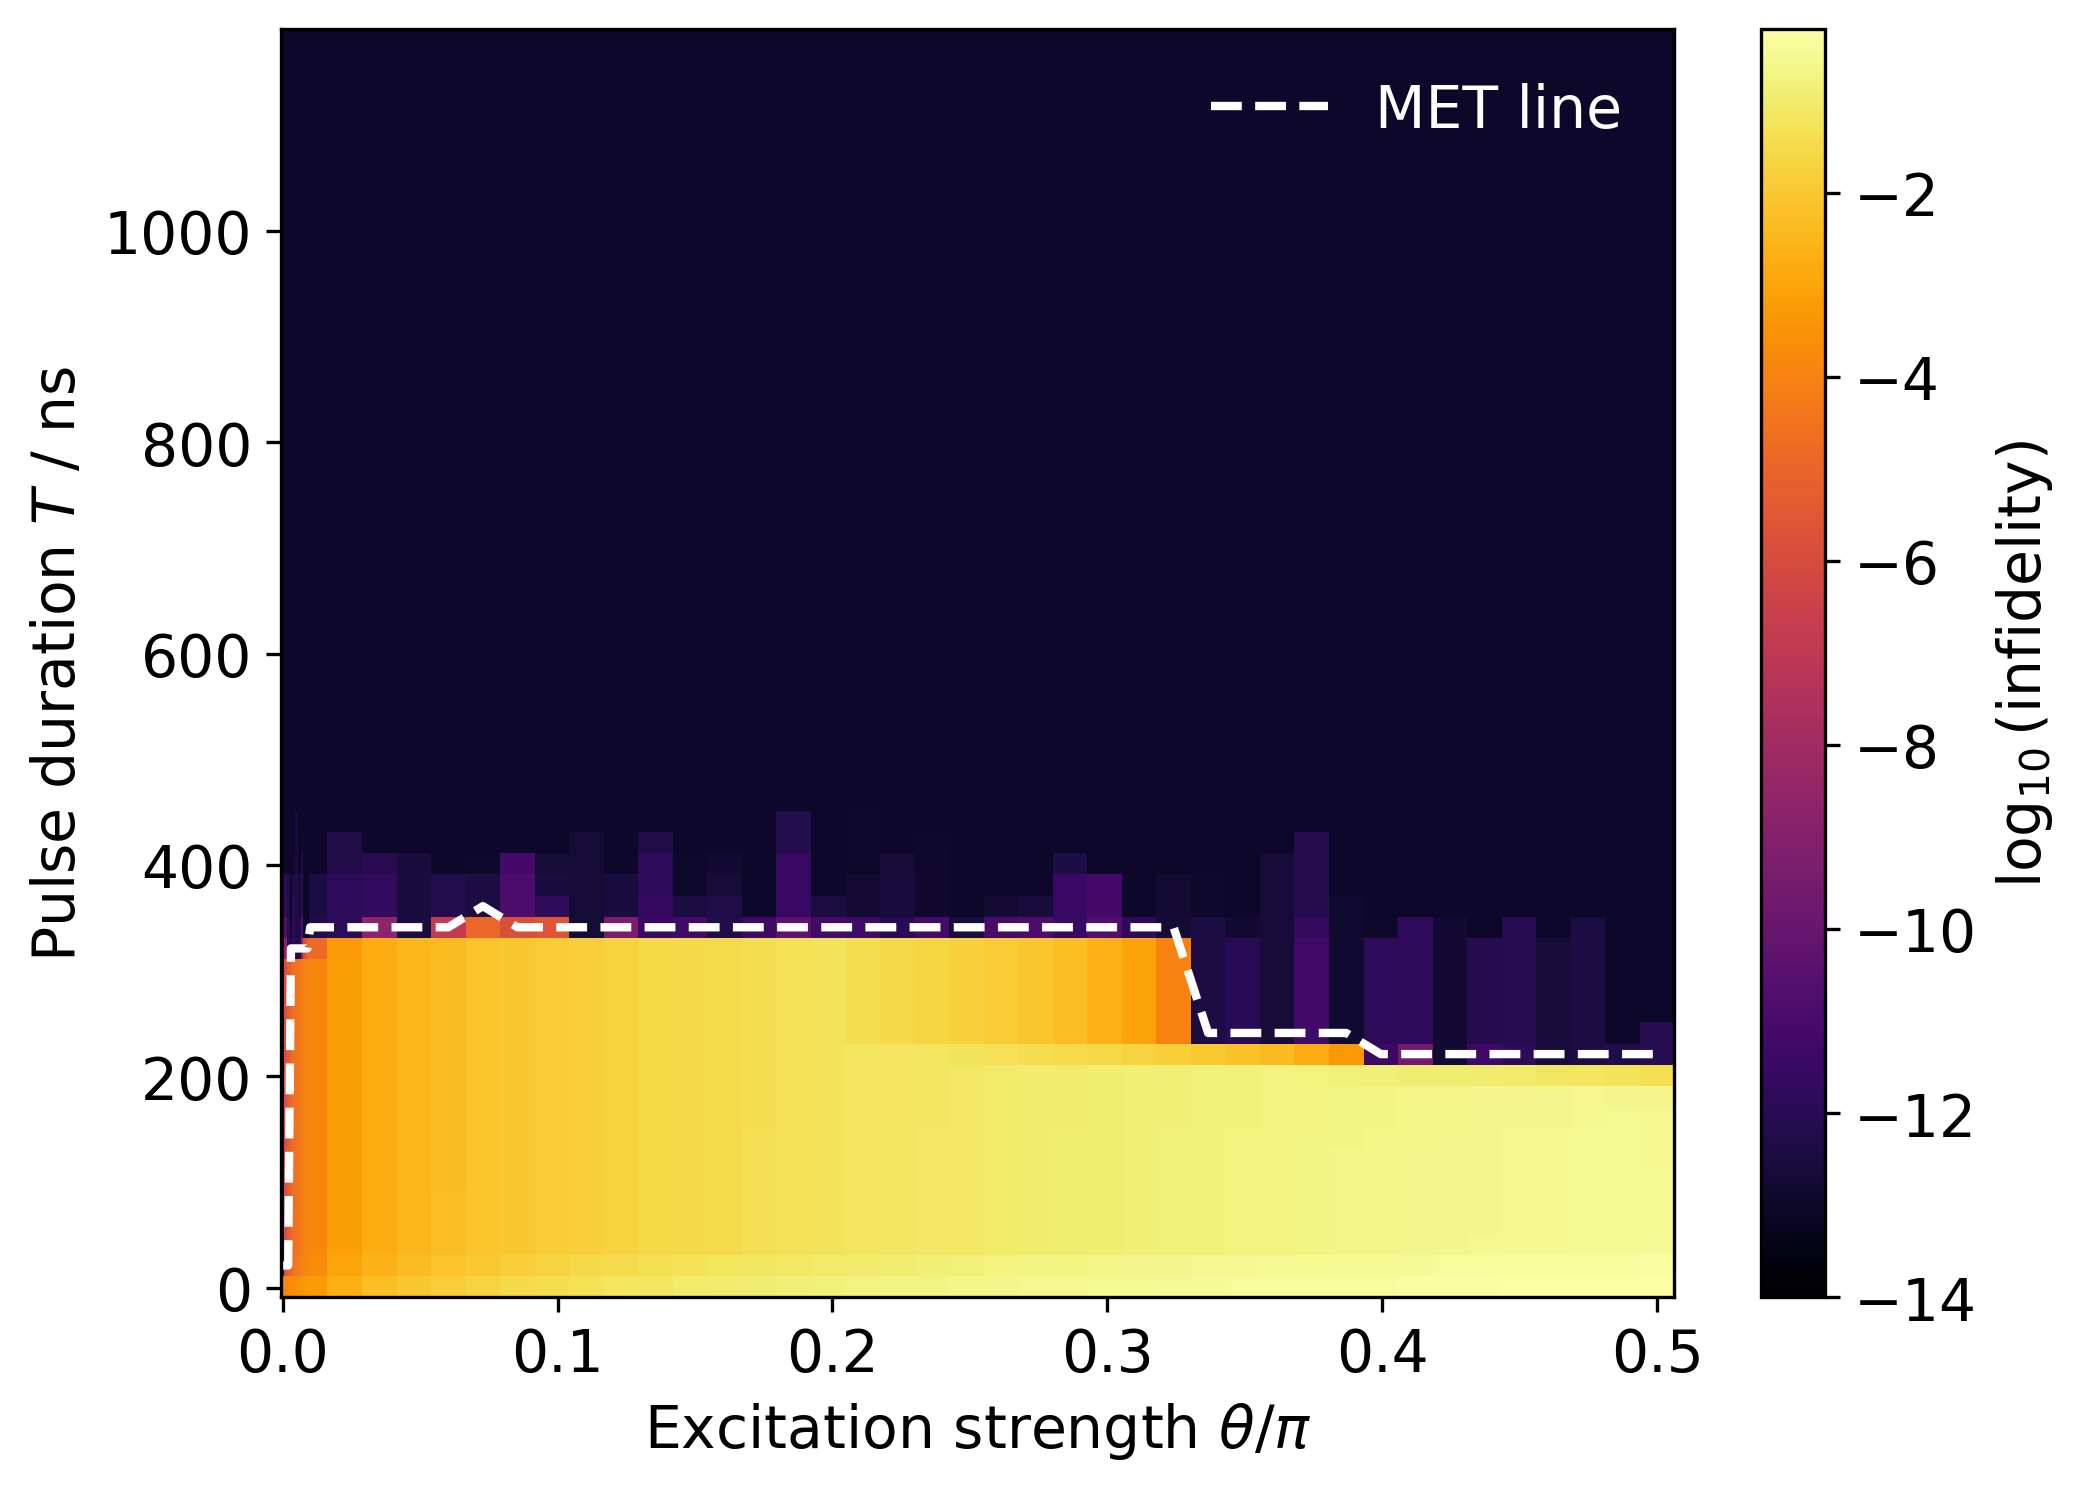 MET line
1000
800
600
400
200
0
Pulse duration T / ns
0.0 0.1 0.2 0.3 0.4 0.5
Excitation strength θ/π
−2
−4
−6
−8
−10
−12
−14
log₁₀(infidelity)